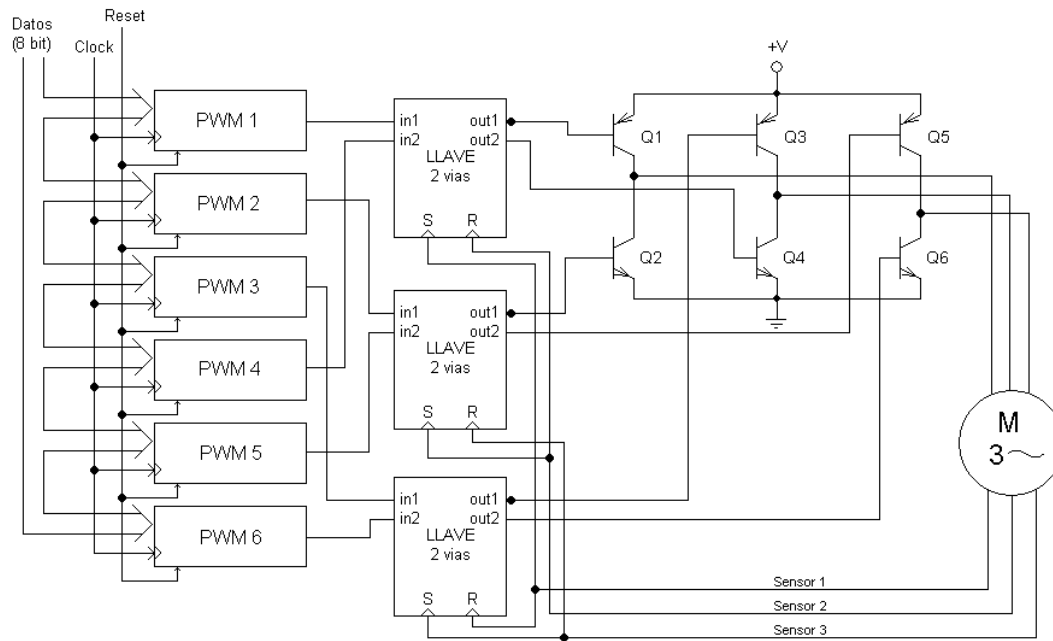 Reset
Datos
(8 bit)
Clock
+V
PWM 1
in1
in2
out1
out2
LLAVE
2 vias
S
R
Q1
Q3
Q5
PWM 2
Q2
Q4
Q6
PWM 3
in1
in2
out1
out2
LLAVE
2 vias
S
R
PWM 4
M
3
PWM 5
in1
in2
out1
out2
LLAVE
2 vias
S
R
PWM 6
Sensor 1
Sensor 2
Sensor 3